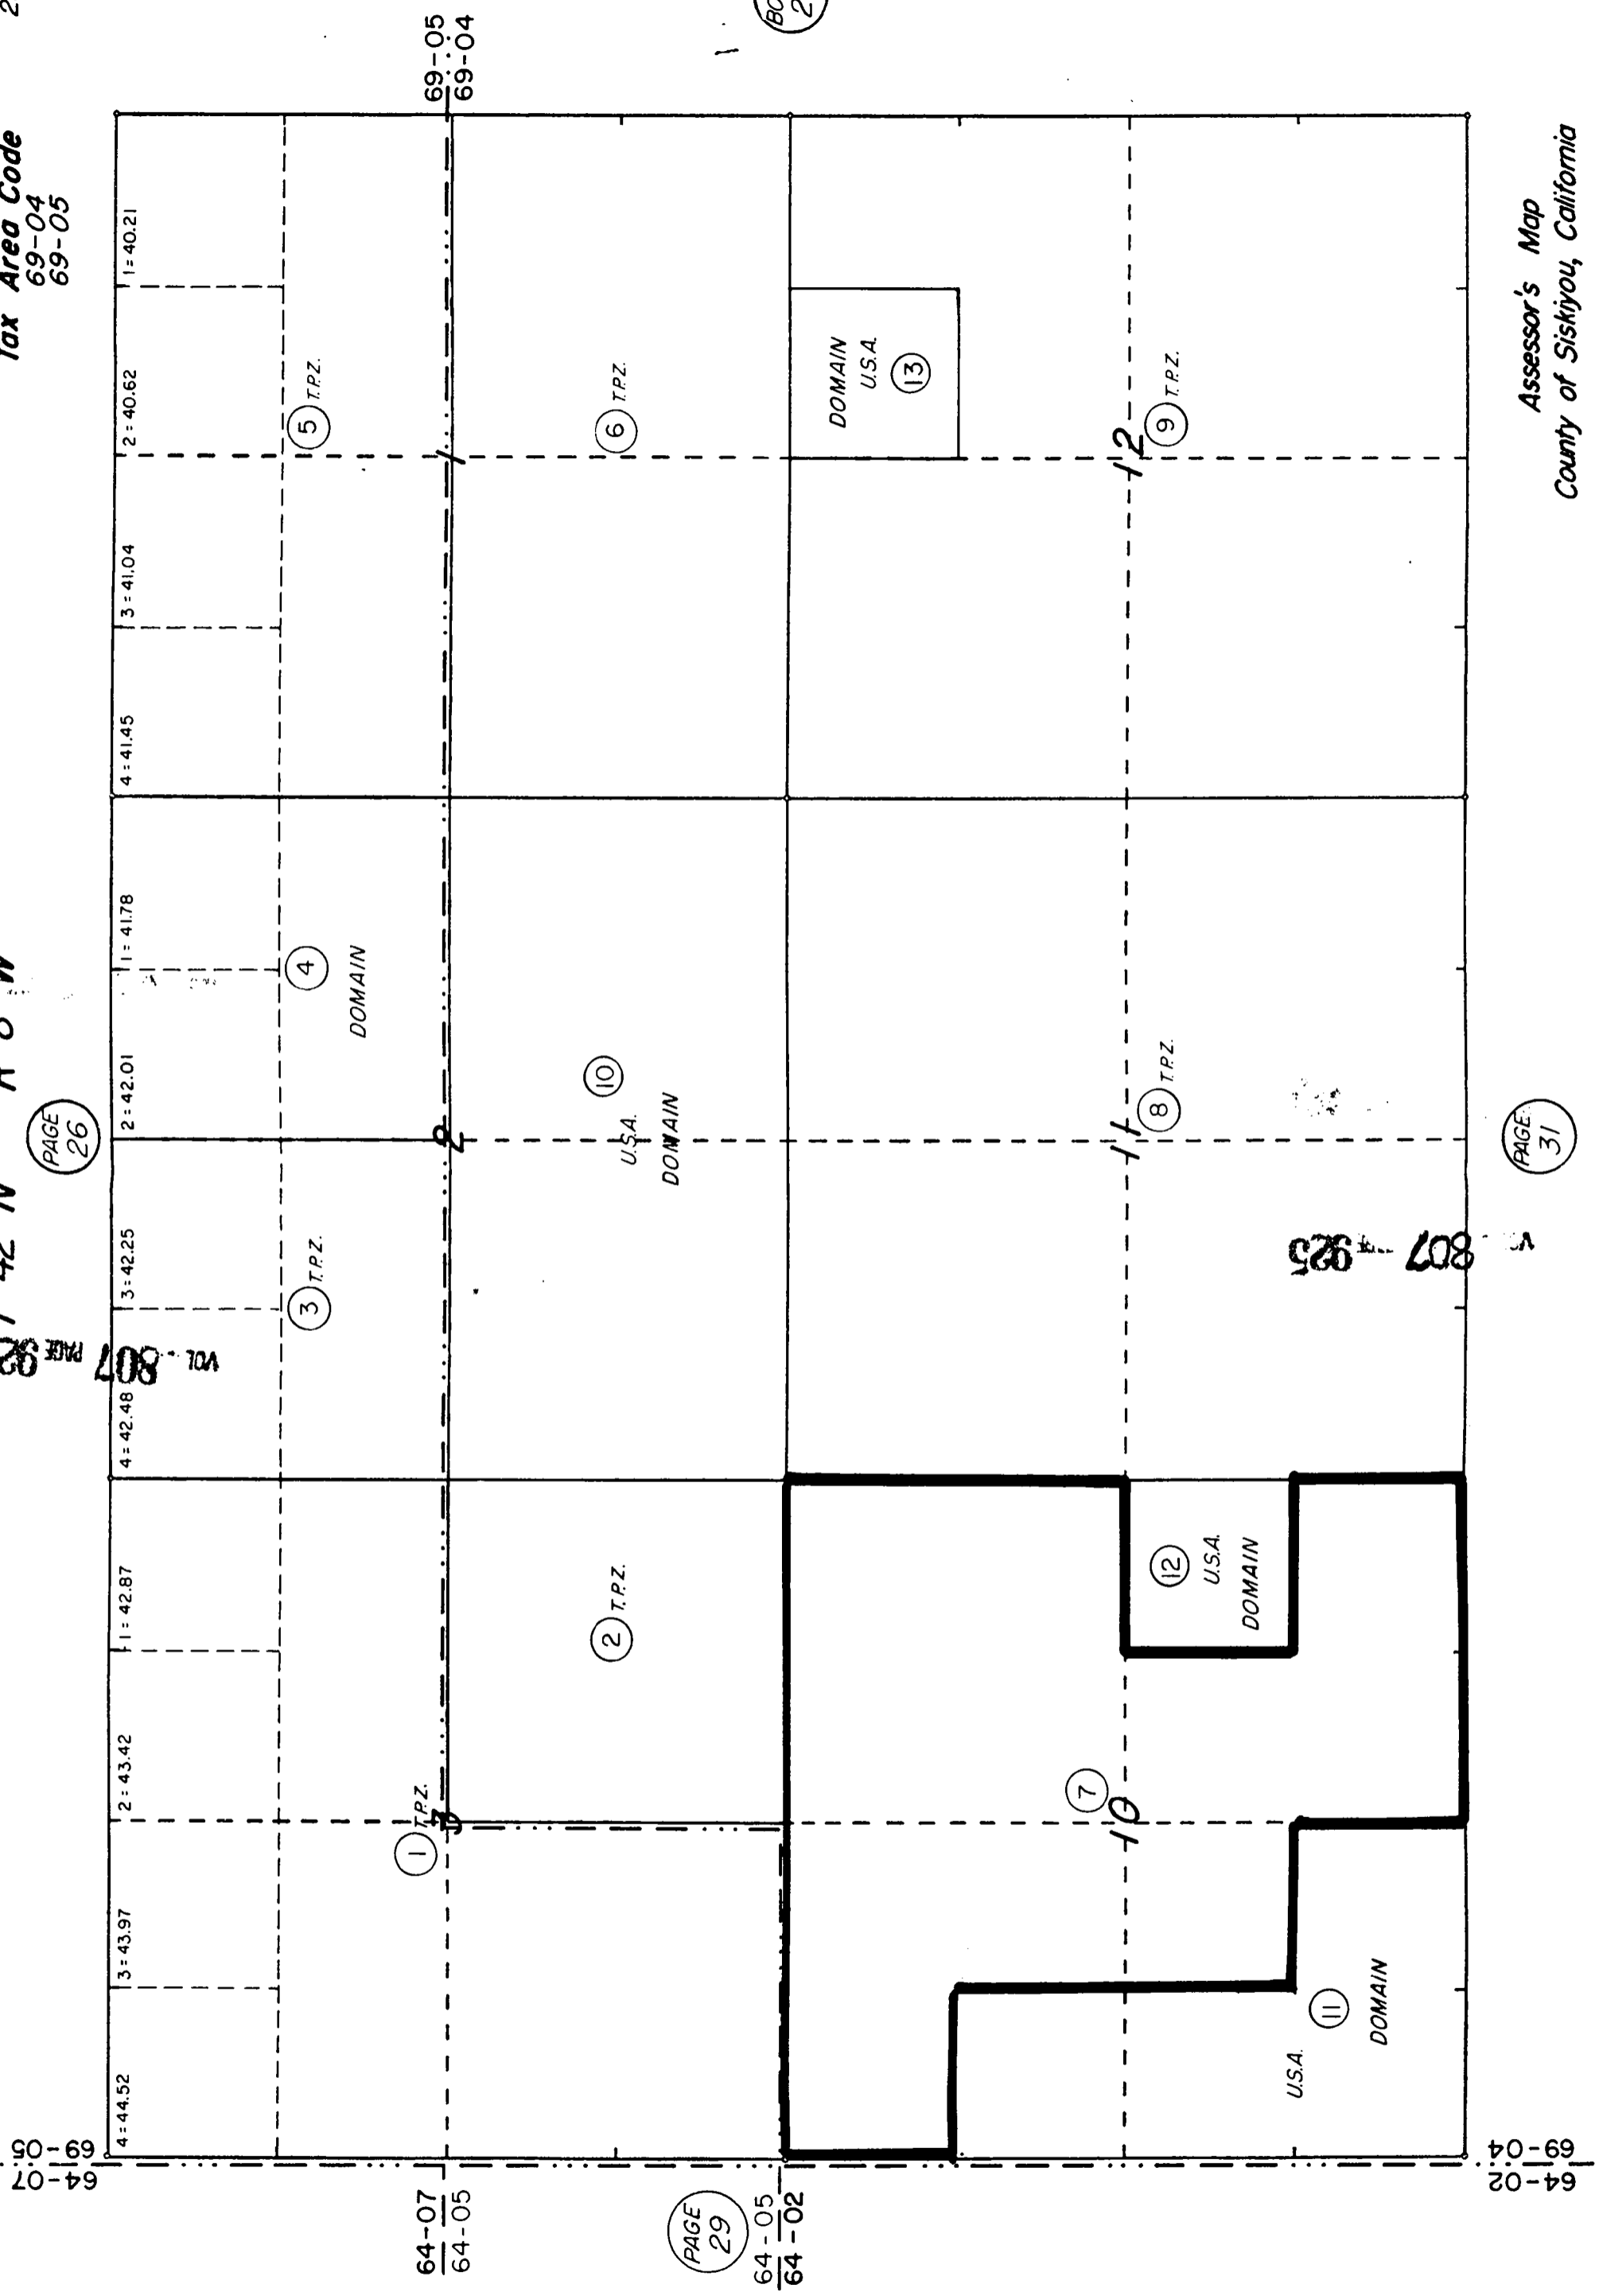 Tax Area Code
69-04
69-05
PAGE
26
69-05
69-04
64-07
69-05
VOL 807 PAGE 92
4 = 44.52
3 = 43.97
2 = 43.42
1 = 42.87
4 = 42.48
3 = 42.25
2 = 42.01
1 = 41.78
4 = 41.45
3 = 41.04
2 = 40.62
1 = 40.21
1 T.P.Z.
3
3 T.P.Z.
2
4
DOMAIN
5 T.P.Z.
1
64-07
64-05
2 T.P.Z.
10
U.S.A.
DOMAIN
6 T.P.Z.
PAGE
29
64-05
64-02
7
10
12
U.S.A.
DOMAIN
11
U.S.A.
DOMAIN
11
8 T.P.Z.
DOMAIN
U.S.A.
13
12
9 T.P.Z.
807 925
64-02
69-04
PAGE
31
Assessor's Map
County of Siskiyou, California